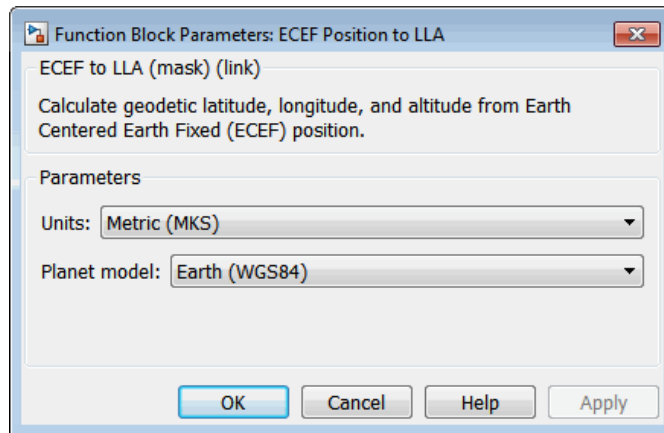 Function Block Parameters: ECEF Position to LLA
ECEF to LLA (mask) (link)
Calculate geodetic latitude, longitude, and altitude from Earth
Centered Earth Fixed (ECEF) position.
Parameters
Units: Metric (MKS)
Planet model: Earth (WGS84)
OK Cancel Help Apply